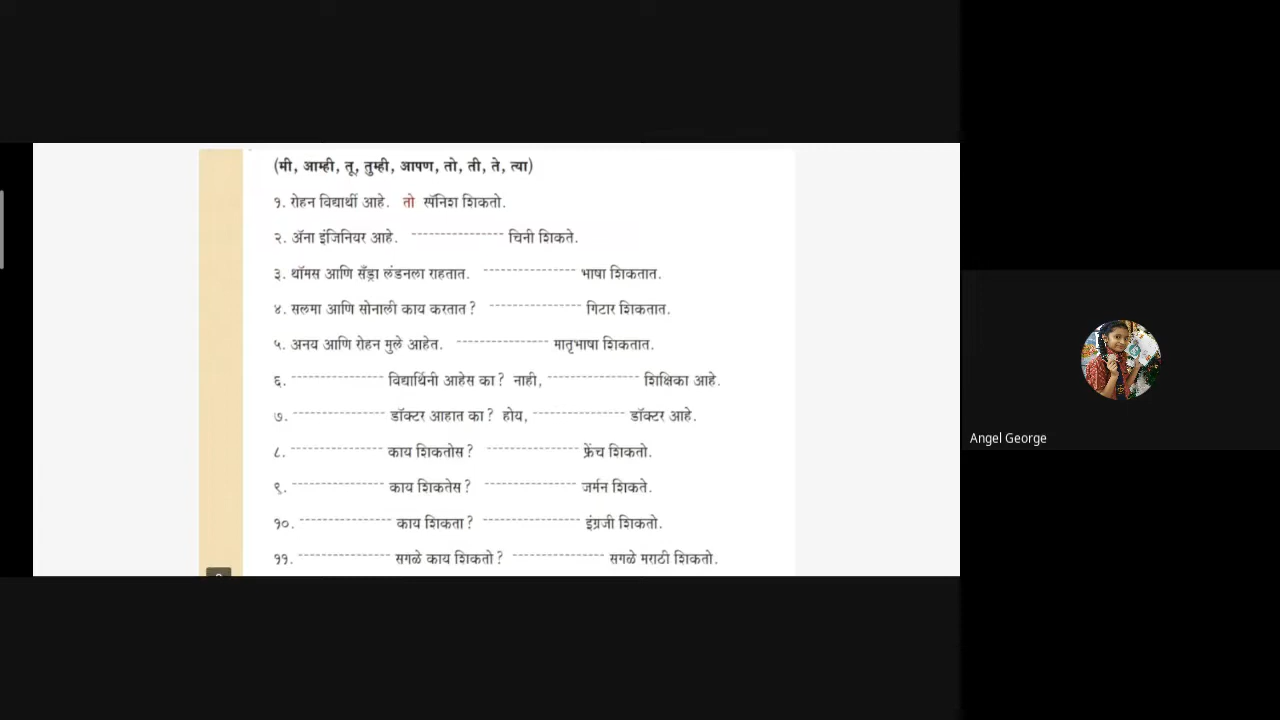 (मी, आम्ही, तू, तुम्ही, आपण, तो, ती, ते, त्या)
१. रोहन विद्यार्थी आहे. तो स्पॅनिश शिकतो.
२. ॲना इंजिनियर आहे. --------------- चिनी शिकते.
३. थॉमस आणि सँड्रा लंडनला राहतात. --------------- भाषा शिकतात.
४. सलमा आणि सोनाली काय करतात? --------------- गिटार शिकतात.
५. अनय आणि रोहन मुले आहेत. --------------- मातृभाषा शिकतात.
६. --------------- विद्यार्थिनी आहेस का? नाही, --------------- शिक्षिका आहे.
७. --------------- डॉक्टर आहात का? होय, --------------- डॉक्टर आहे.
८. --------------- काय शिकतोस? --------------- फ्रेंच शिकतो.
९. --------------- काय शिकतेस? --------------- जर्मन शिकते.
१०. --------------- काय शिकता? --------------- इंग्रजी शिकतो.
११. --------------- सगळे काय शिकतो? --------------- सगळे मराठी शिकतो.
Angel George